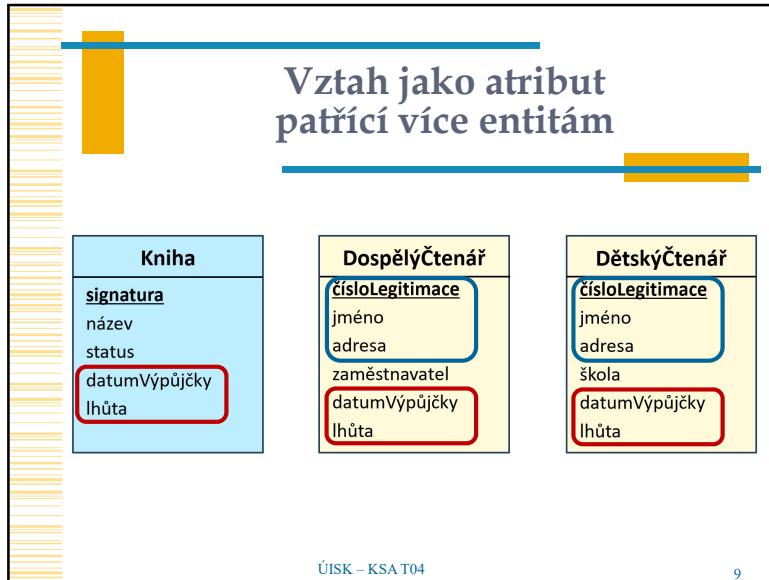 Vztah jako atribut
patřící více entitám
Kniha
signatura
název
status
datumVýpůjčky
lhůta
DospělýČtenář
čísloLegitimace
jméno
adresa
zaměstnavatel
datumVýpůjčky
lhůta
DětskýČtenář
čísloLegitimace
jméno
adresa
škola
datumVýpůjčky
lhůta
ÚISK – KSA T04
9